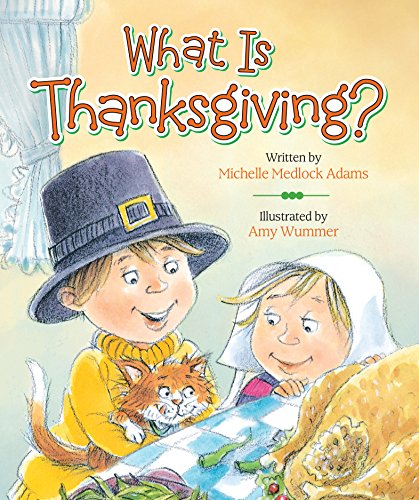 What Is
Thanksgiving?
Written by
Michelle Medlock Adams
Illustrated by
Amy Wummer